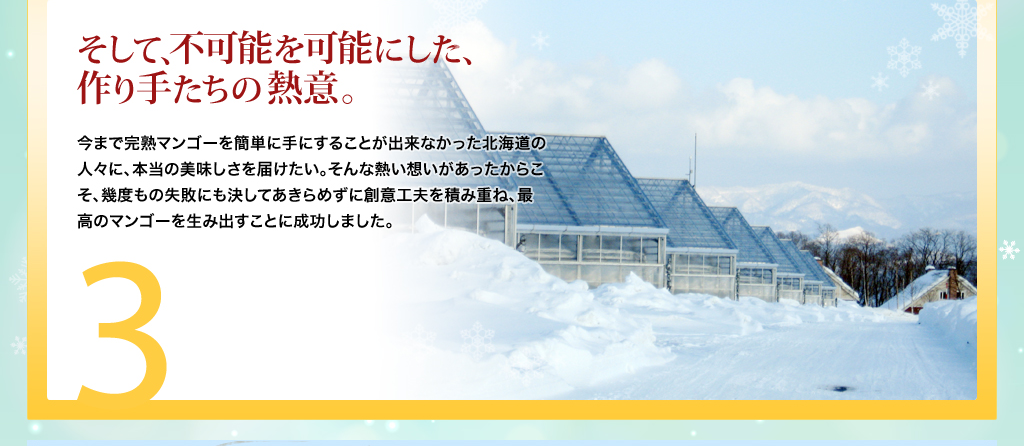 そして、不可能を可能にした、
作り手たちの熱意。
今まで完熟マンゴーを簡単に手にすることが出来なかった北海道の
人々に、本当の美味しさを届けたい。そんな熱い想いがあったからこ
そ、幾度もの失敗にも決してあきらめずに創意工夫を積み重ね、最
高のマンゴーを生み出すことに成功しました。
3